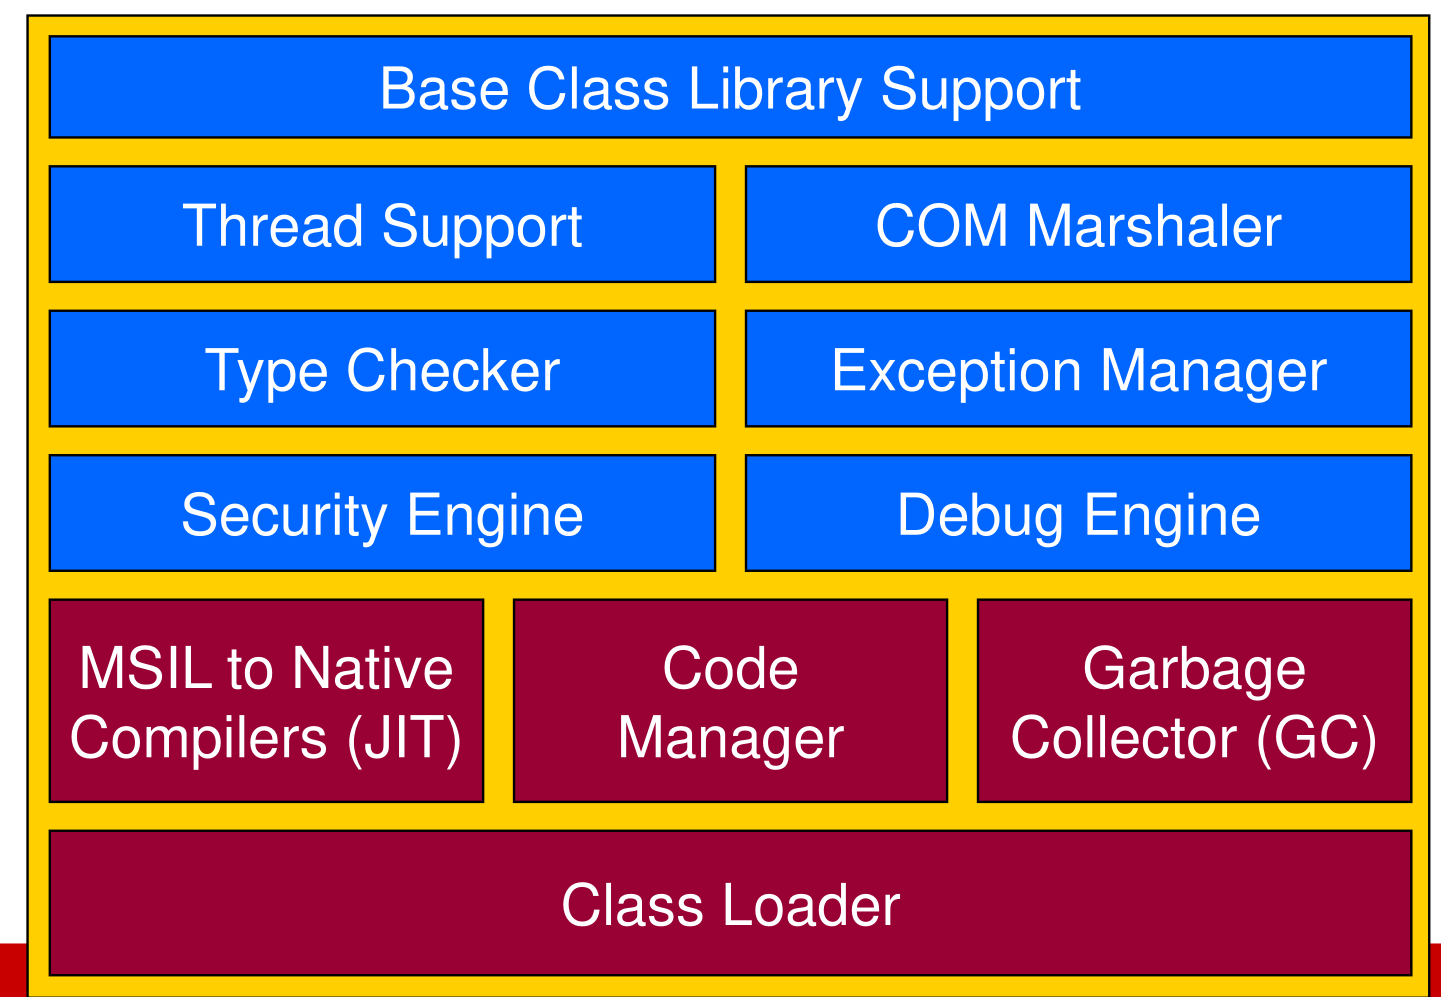 Base Class Library Support
Thread Support
COM Marshaler
Type Checker
Exception Manager
Security Engine
Debug Engine
MSIL to Native
Compilers (JIT)
Code
Manager
Garbage
Collector (GC)
Class Loader